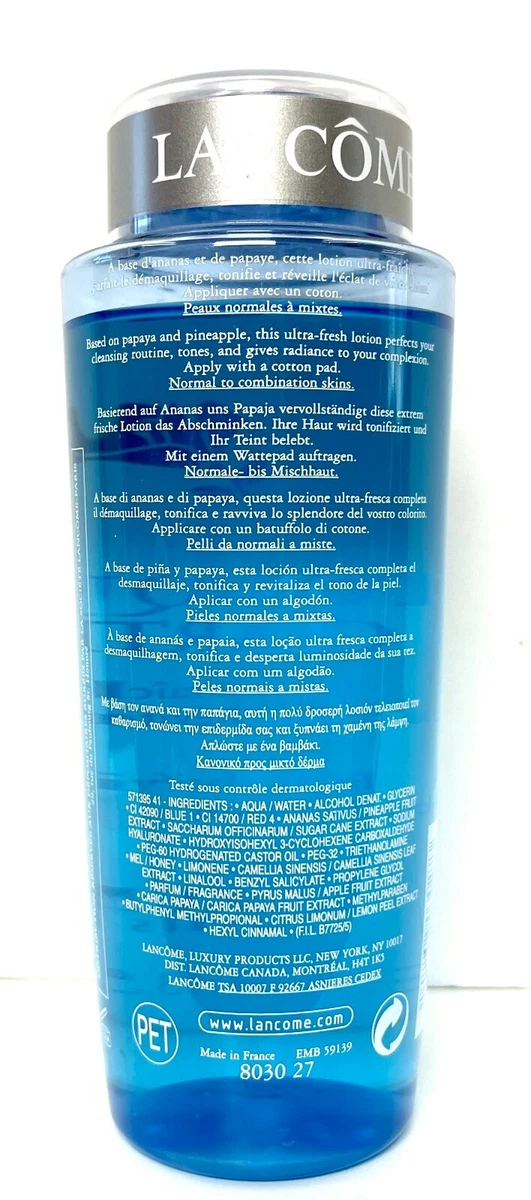 LANCÔME
A base d'ananas et de papaye, cette lotion ultra-fraîche
parfait le démaquillage, tonifie et réveille l'éclat de
Appliquer avec un coton.
Peaux normales à mixtes.
Based on papaya and pineapple, this ultra-fresh lotion perfects your
cleansing routine, tones, and gives radiance to your complexion.
Apply with a cotton pad.
Normal to combination skins.
Basierend auf Ananas uns Papaja vervollständigt diese extrem
frische Lotion das Abschminken. Ihre Haut wird tonifiziert und
Ihr Teint belebt.
Mit einem Wattepad auftragen.
Normale- bis Mischhaut.
A base di ananas e di papaya, questa lozione ultra-fresca completa
il démaquillage, tonifica e ravviva lo splendore del vostro colorito.
Applicare con un batuffolo di cotone.
Pelli da normali a miste.
A base de piña y papaya, esta loción ultra-fresca completa el
desmaquillaje, tonifica y revitaliza el tono de la piel.
Aplicar con un algodón.
Pieles normales a mixtas.
À base de ananás e papaia, esta loção ultra fresca completa a
desmaquilhagem, tonifica e desperta luminosidade da sua tez.
Aplicar com um algodão.
Peles normais a mistas.
Με βάση τον ανανά και την παπάγια, αυτή η πολύ δροσερή λοσιόν τελειοποιεί τον
καθαρισμό, τονώνει την επιδερμίδα σας και ξυπνάει τη χαμένη της λάμψη.
Απλώστε με ένα βαμβάκι.
Κανονικό προς μικτό δέρμα
Testé sous contrôle dermatologique
571395 41 - INGREDIENTS : • AQUA / WATER • ALCOHOL DENAT. • GLYCERIN
• CI 42090 / BLUE 1 • CI 14700 / RED 4 • ANANAS SATIVUS / PINEAPPLE FRUIT
EXTRACT • SACCHARUM OFFICINARUM / SUGAR CANE EXTRACT • SODIUM
HYALURONATE • HYDROXYISOHEXYL 3-CYCLOHEXENE CARBOXALDEHYDE
• PEG-60 HYDROGENATED CASTOR OIL • PEG-32 • TRIETHANOLAMINE
• MEL / HONEY • LIMONENE • CAMELLIA SINENSIS / CAMELLIA SINENSIS LEAF
EXTRACT • LINALOOL • BENZYL SALICYLATE • PROPYLENE GLYCOL
• PARFUM / FRAGRANCE • PYRUS MALUS / APPLE FRUIT EXTRACT
• CARICA PAPAYA / CARICA PAPAYA FRUIT EXTRACT • METHYLPARABEN
• BUTYLPHENYL METHYLPROPIONAL • CITRUS LIMONUM / LEMON PEEL EXTRACT
• HEXYL CINNAMAL • (F.I.L. B7725/5)
LANCÔME, LUXURY PRODUCTS LLC, NEW YORK, NY 10017
DIST. LANCÔME CANADA, MONTRÉAL, H4T 1K5
LANCÔME TSA 10007 F 92667 ASNIERES CEDEX
PET
www.lancome.com
Made in France EMB 59139
8030 27